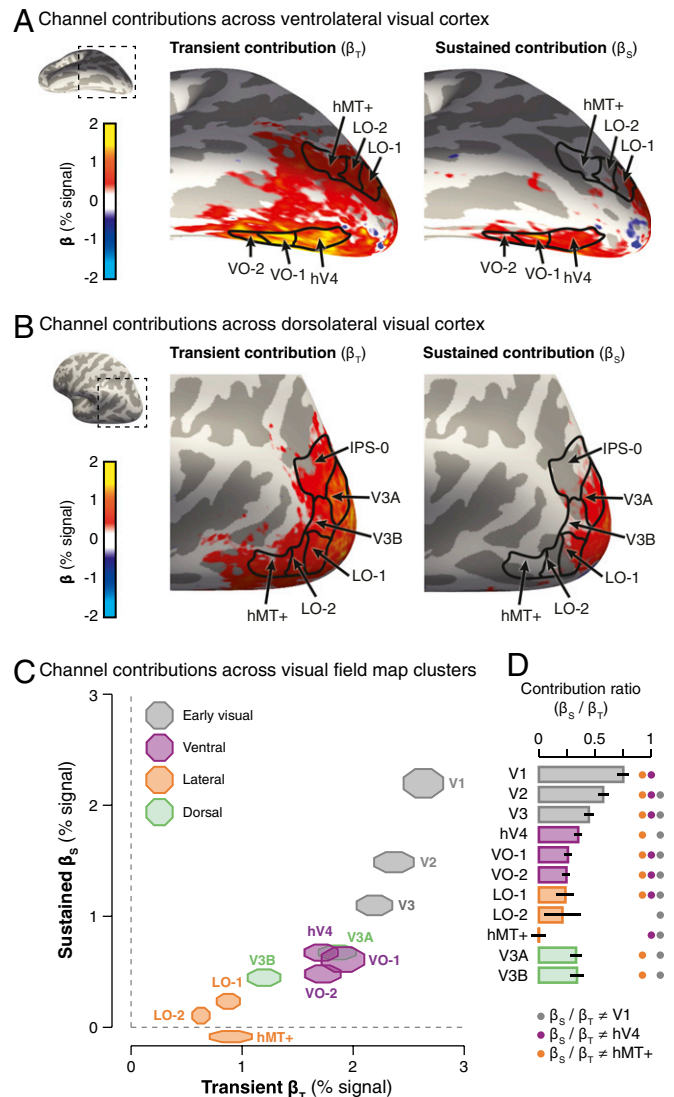 A Channel contributions across ventrolateral visual cortex
Transient contribution (βT)
Sustained contribution (βS)
hMT+
LO-2
LO-1
VO-2
VO-1
hV4
hMT+
LO-2
LO-1
VO-2
VO-1
hV4
2
1
0
-1
-2
β (% signal)
B Channel contributions across dorsolateral visual cortex
Transient contribution (βT)
Sustained contribution (βS)
IPS-0
V3A
V3B
LO-1
LO-2
hMT+
IPS-0
V3A
V3B
LO-1
LO-2
hMT+
2
1
0
-1
-2
β (% signal)
C Channel contributions across visual field map clusters
3
2
1
0
Sustained βS (% signal)
Early visual
Ventral
Lateral
Dorsal
V1
V2
V3
hV4
V3A
VO-1
VO-2
V3B
LO-1
LO-2
hMT+
0
1
2
3
Transient βT (% signal)
D
Contribution ratio
(βS / βT)
0
0.5
1
V1
V2
V3
hV4
VO-1
VO-2
LO-1
LO-2
hMT+
V3A
V3B
βS / βT ≠ V1
βS / βT ≠ hV4
βS / βT ≠ hMT+